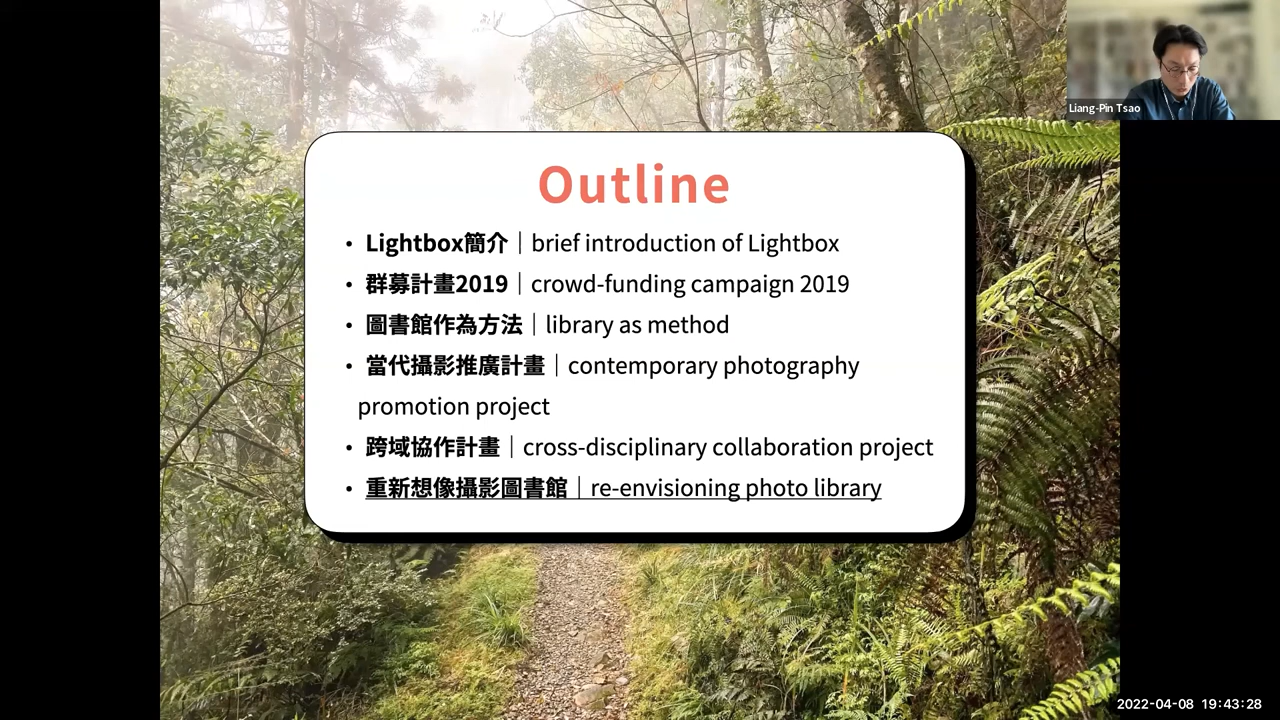 Liang-Pin Tsao
Outline
• Lightbox簡介｜brief introduction of Lightbox
• 群募計畫2019｜crowd-funding campaign 2019
• 圖書館作為方法｜library as method
• 當代攝影推廣計畫｜contemporary photography
promotion project
• 跨域協作計畫｜cross-disciplinary collaboration project
• 重新想像攝影圖書館｜re-envisioning photo library
2022-04-08 19:43:28